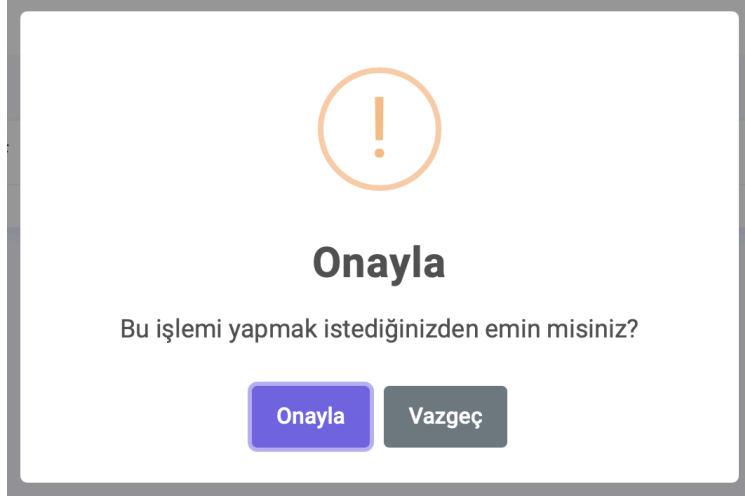 !
Onayla
Bu işlemi yapmak istediğinizden emin misiniz?
Onayla Vazgeç